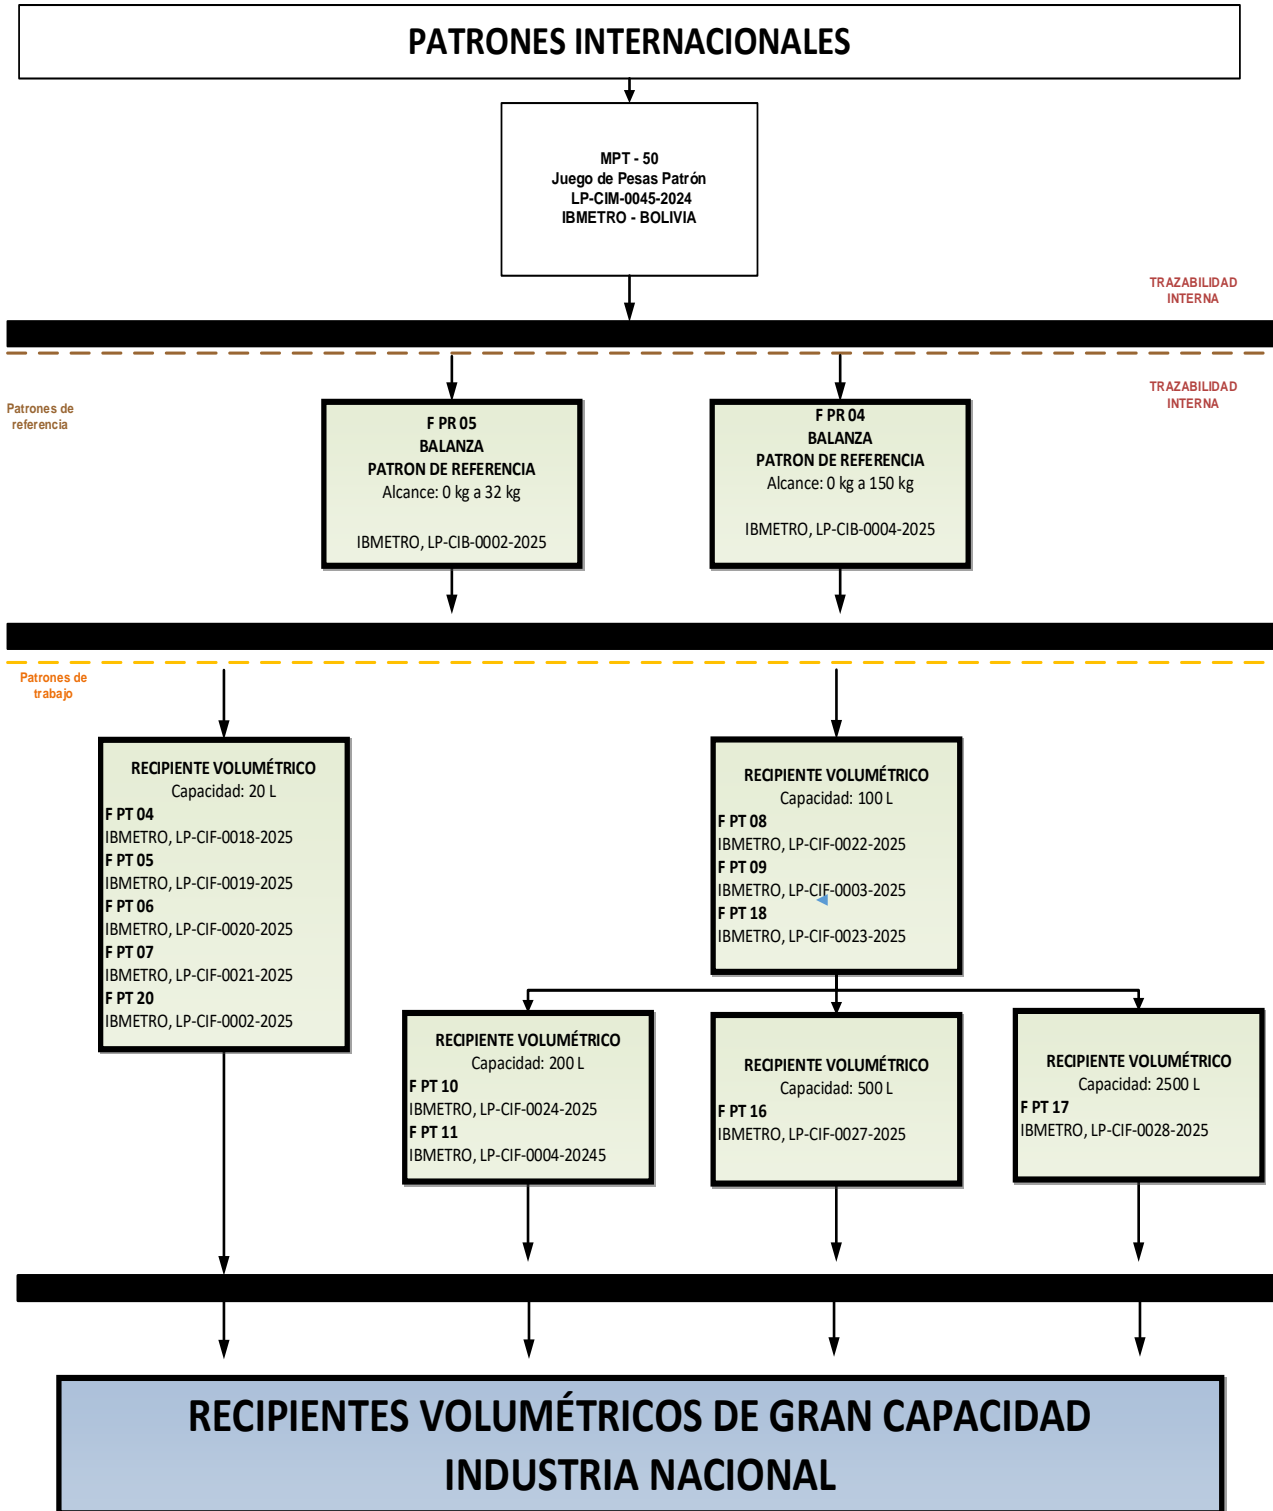 PATRONES INTERNACIONALES
MPT - 50
Juego de Pesas Patrón
LP-CIM-0045-2024
IBMETRO - BOLIVIA
TRAZABILIDAD
INTERNA
TRAZABILIDAD
INTERNA
Patrones de
referencia
F PR 05
BALANZA
PATRON DE REFERENCIA
Alcance: 0 kg a 32 kg
IBMETRO, LP-CIB-0002-2025
F PR 04
BALANZA
PATRON DE REFERENCIA
Alcance: 0 kg a 150 kg
IBMETRO, LP-CIB-0004-2025
Patrones de
trabajo
RECIPIENTE VOLUMÉTRICO
Capacidad: 20 L
F PT 04
IBMETRO, LP-CIF-0018-2025
F PT 05
IBMETRO, LP-CIF-0019-2025
F PT 06
IBMETRO, LP-CIF-0020-2025
F PT 07
IBMETRO, LP-CIF-0021-2025
F PT 20
IBMETRO, LP-CIF-0002-2025
RECIPIENTE VOLUMÉTRICO
Capacidad: 100 L
F PT 08
IBMETRO, LP-CIF-0022-2025
F PT 09
IBMETRO, LP-CIF-0003-2025
F PT 18
IBMETRO, LP-CIF-0023-2025
RECIPIENTE VOLUMÉTRICO
Capacidad: 200 L
F PT 10
IBMETRO, LP-CIF-0024-2025
F PT 11
IBMETRO, LP-CIF-0004-20245
RECIPIENTE VOLUMÉTRICO
Capacidad: 500 L
F PT 16
IBMETRO, LP-CIF-0027-2025
RECIPIENTE VOLUMÉTRICO
Capacidad: 2500 L
F PT 17
IBMETRO, LP-CIF-0028-2025
RECIPIENTES VOLUMÉTRICOS DE GRAN CAPACIDAD
INDUSTRIA NACIONAL